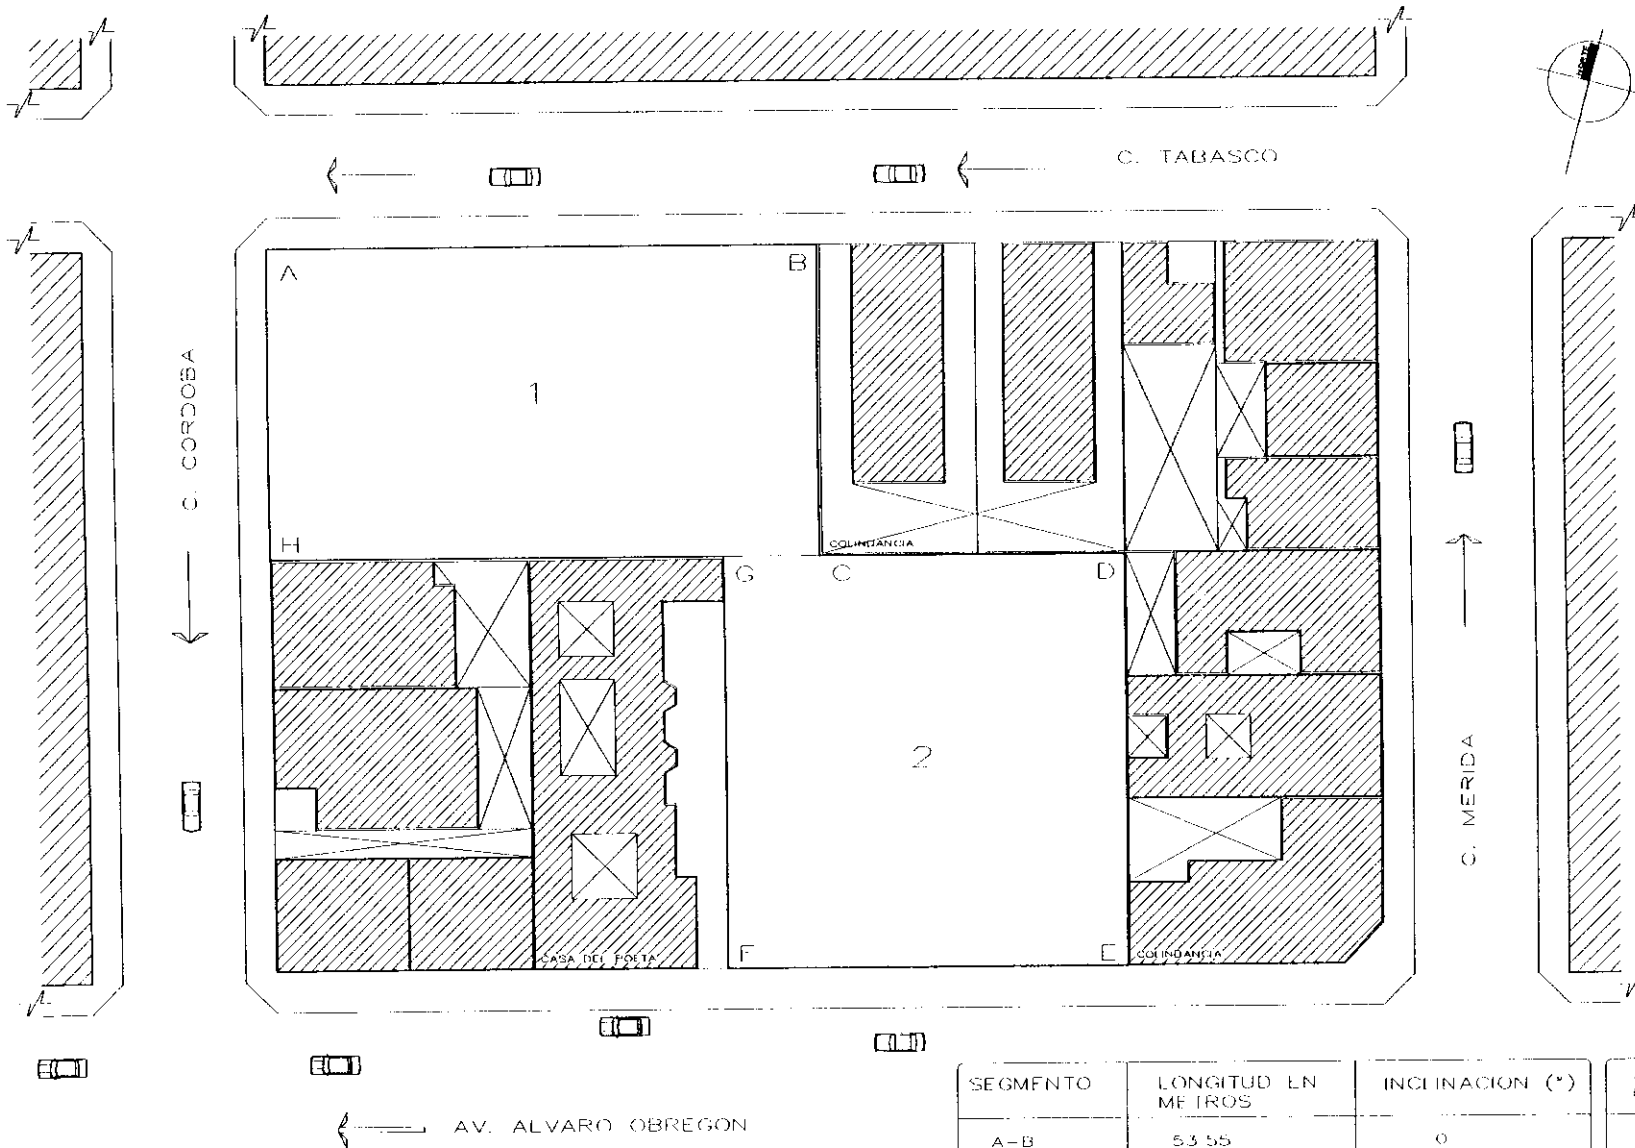 NORTE
C. TABASCO
A
B
1
C. CORDOBA
COLINDANCIA
H
G
C
D
2
C. MERIDA
CASA DEL POETA
F
E
COLINDANCIA
AV. ALVARO OBREGON
SEGMENTO LONGITUD EN METROS INCLINACION (°)
A-B 53.55 0